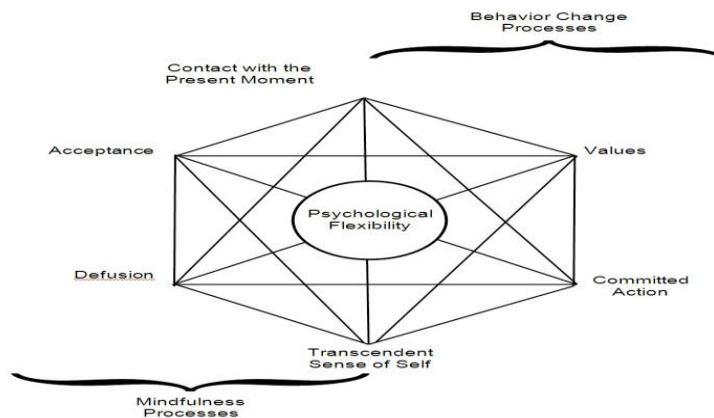 Behavior Change
Processes
Contact with the
Present Moment
Acceptance
Values
Psychological
Flexibility
Defusion
Committed
Action
Transcendent
Sense of Self
Mindfulness
Processes